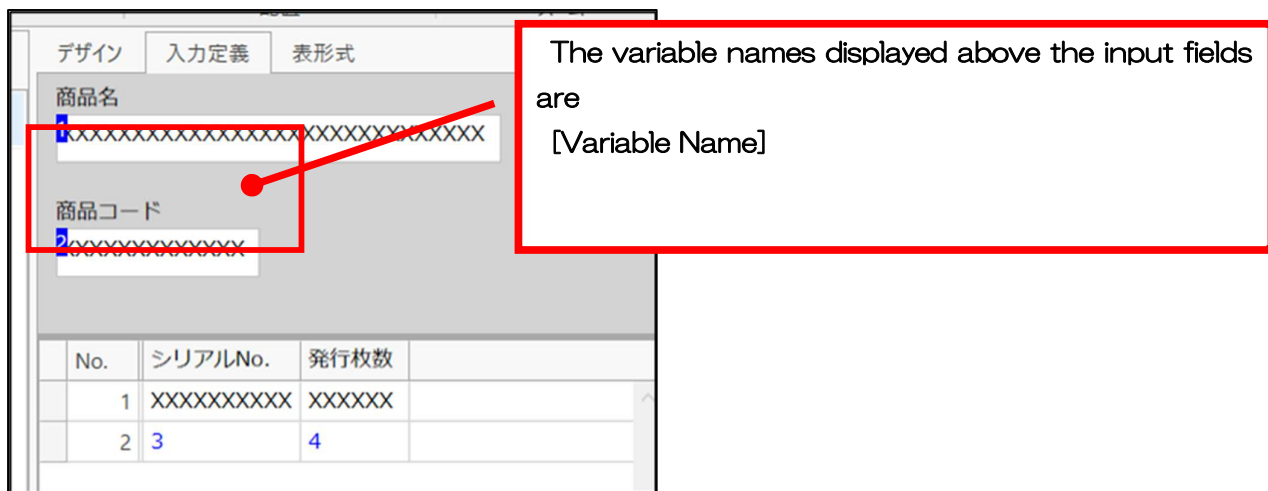 デザイン 入力定義 表形式
商品名
1XXXXXXXXXXXXXXXXXXXXXXXXXXXXX
商品コード
2XXXXXXXXXXXX
No. シリアルNo. 発行枚数
1 XXXXXXXXXX XXXXXX
2 3 4
The variable names displayed above the input fields
are
[Variable Name]